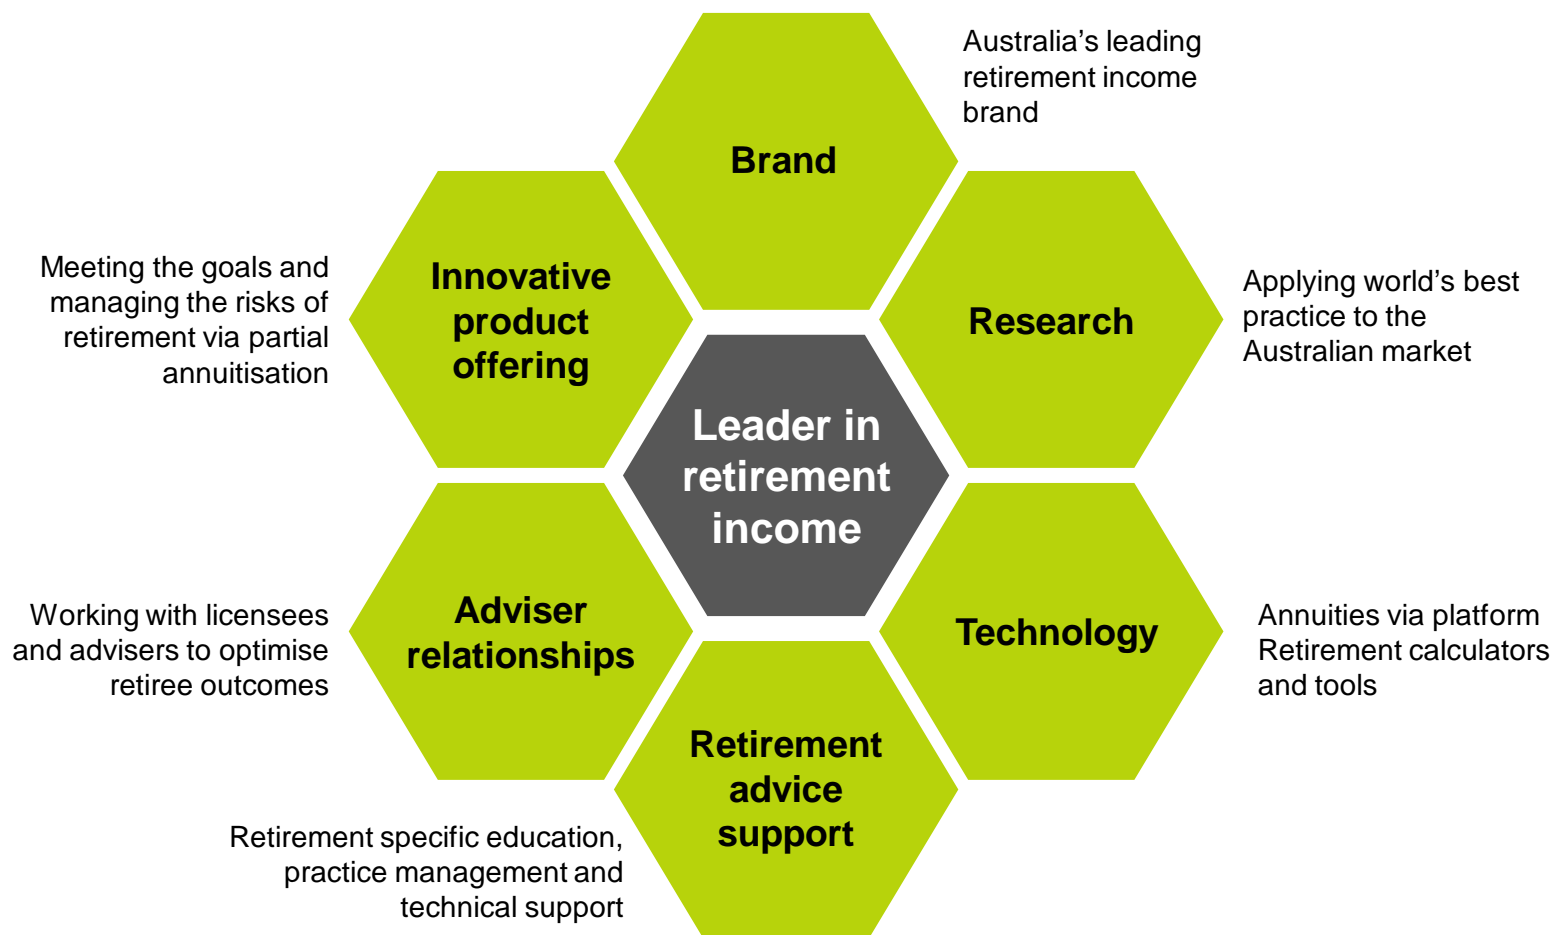 Brand
Australia’s leading
retirement income
brand
Research
Applying world’s best
practice to the
Australian market
Technology
Annuities via platform
Retirement calculators
and tools
Retirement
advice
support
Retirement specific education,
practice management and
technical support
Adviser
relationships
Working with licensees
and advisers to optimise
retiree outcomes
Innovative
product
offering
Meeting the goals and
managing the risks of
retirement via partial
annuitisation
Leader in
retirement
income